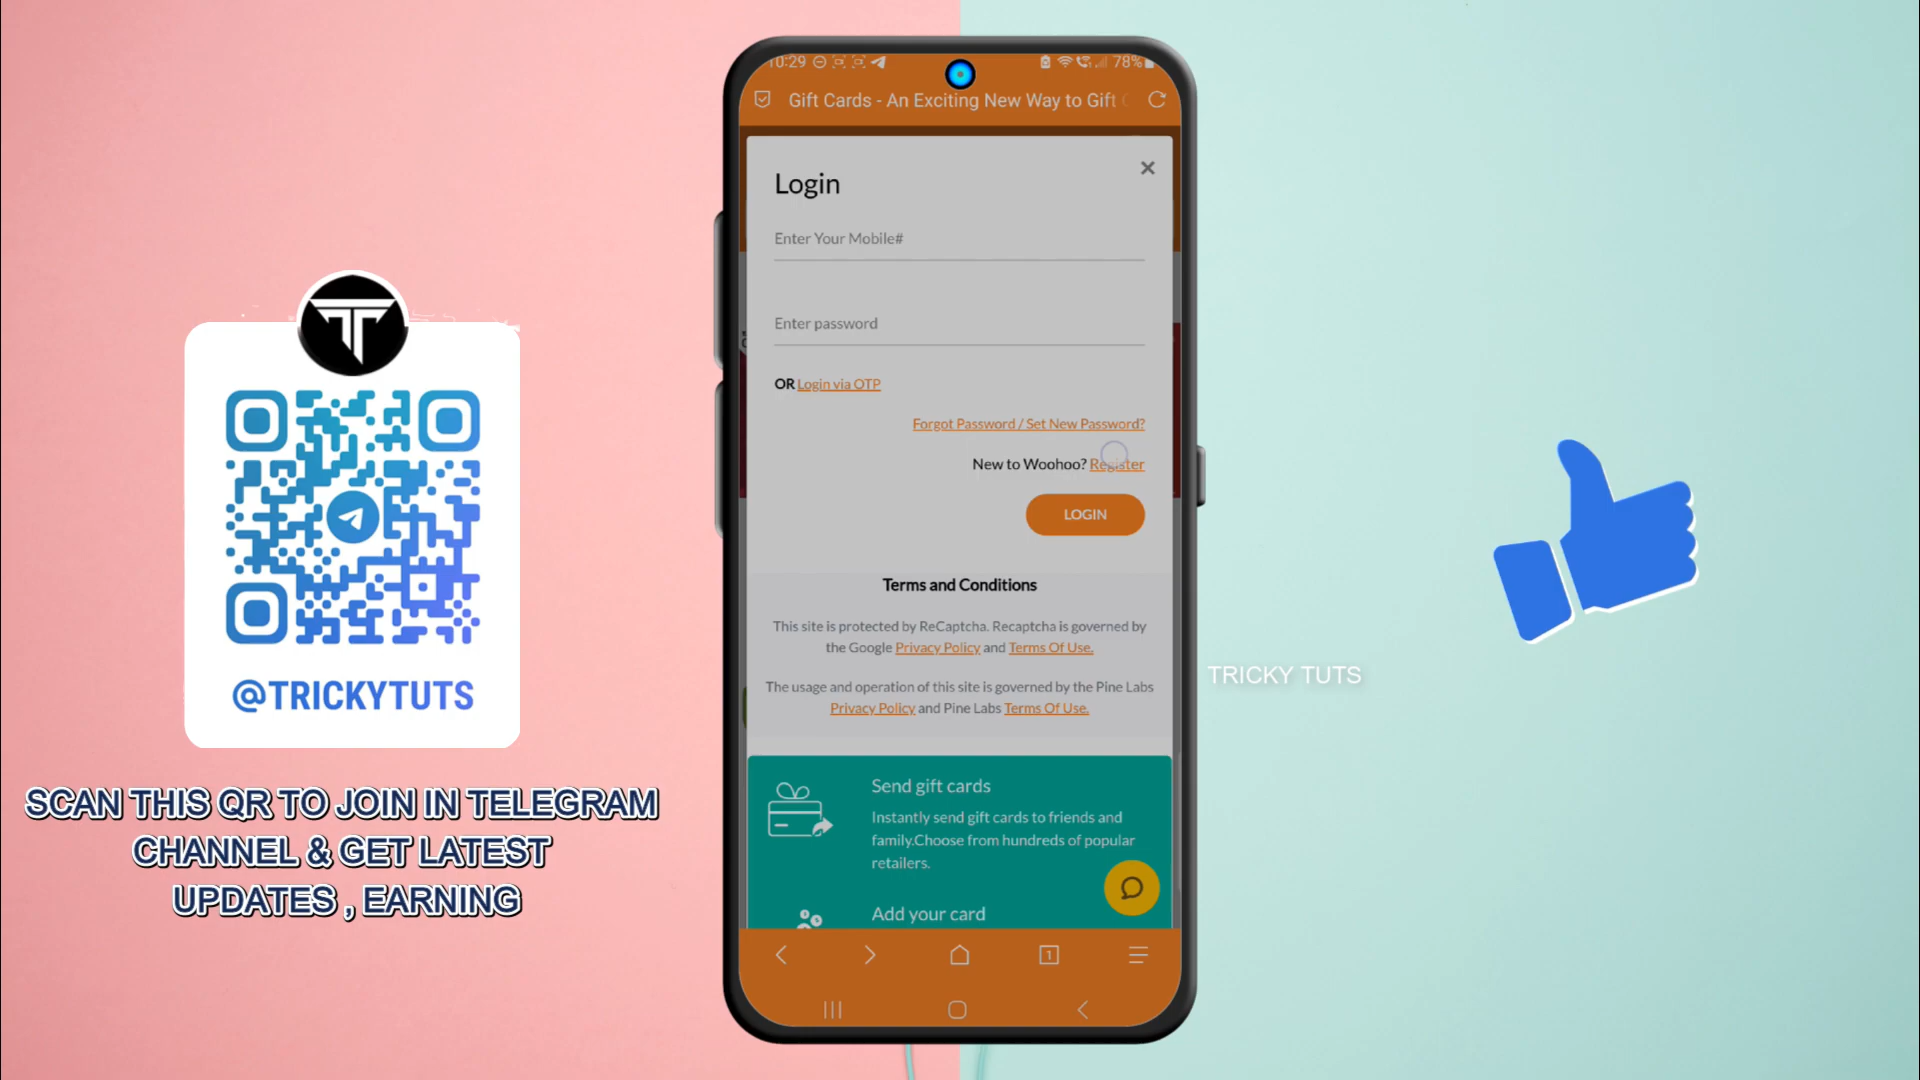 @TRICKYTUTS
SCAN THIS QR TO JOIN IN TELEGRAM
CHANNEL & GET LATEST
UPDATES , EARNING
10:29
78%
Gift Cards - An Exciting New Way to Gift
Login
Enter Your Mobile#
Enter password
OR Login via OTP
Forgot Password / Set New Password?
New to Woohoo? Register
LOGIN
Terms and Conditions
This site is protected by ReCaptcha. Recaptcha is governed by
the Google Privacy Policy and Terms Of Use.
The usage and operation of this site is governed by the Pine Labs
Privacy Policy and Pine Labs Terms Of Use.
Send gift cards
Instantly send gift cards to friends and
family.Choose from hundreds of popular
retailers.
Add your card
1
TRICKY TUTS